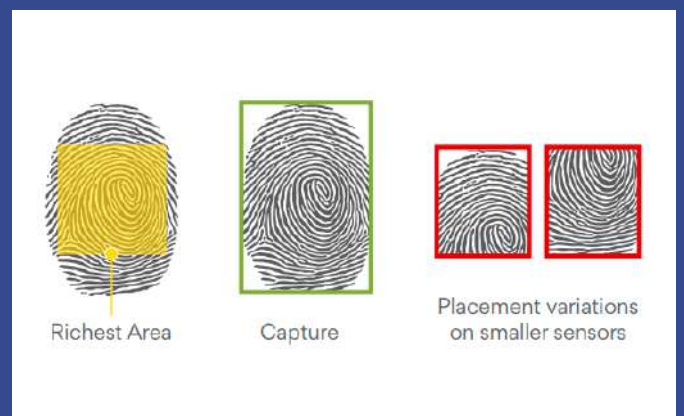 Richest Area
Capture
Placement variations
on smaller sensors